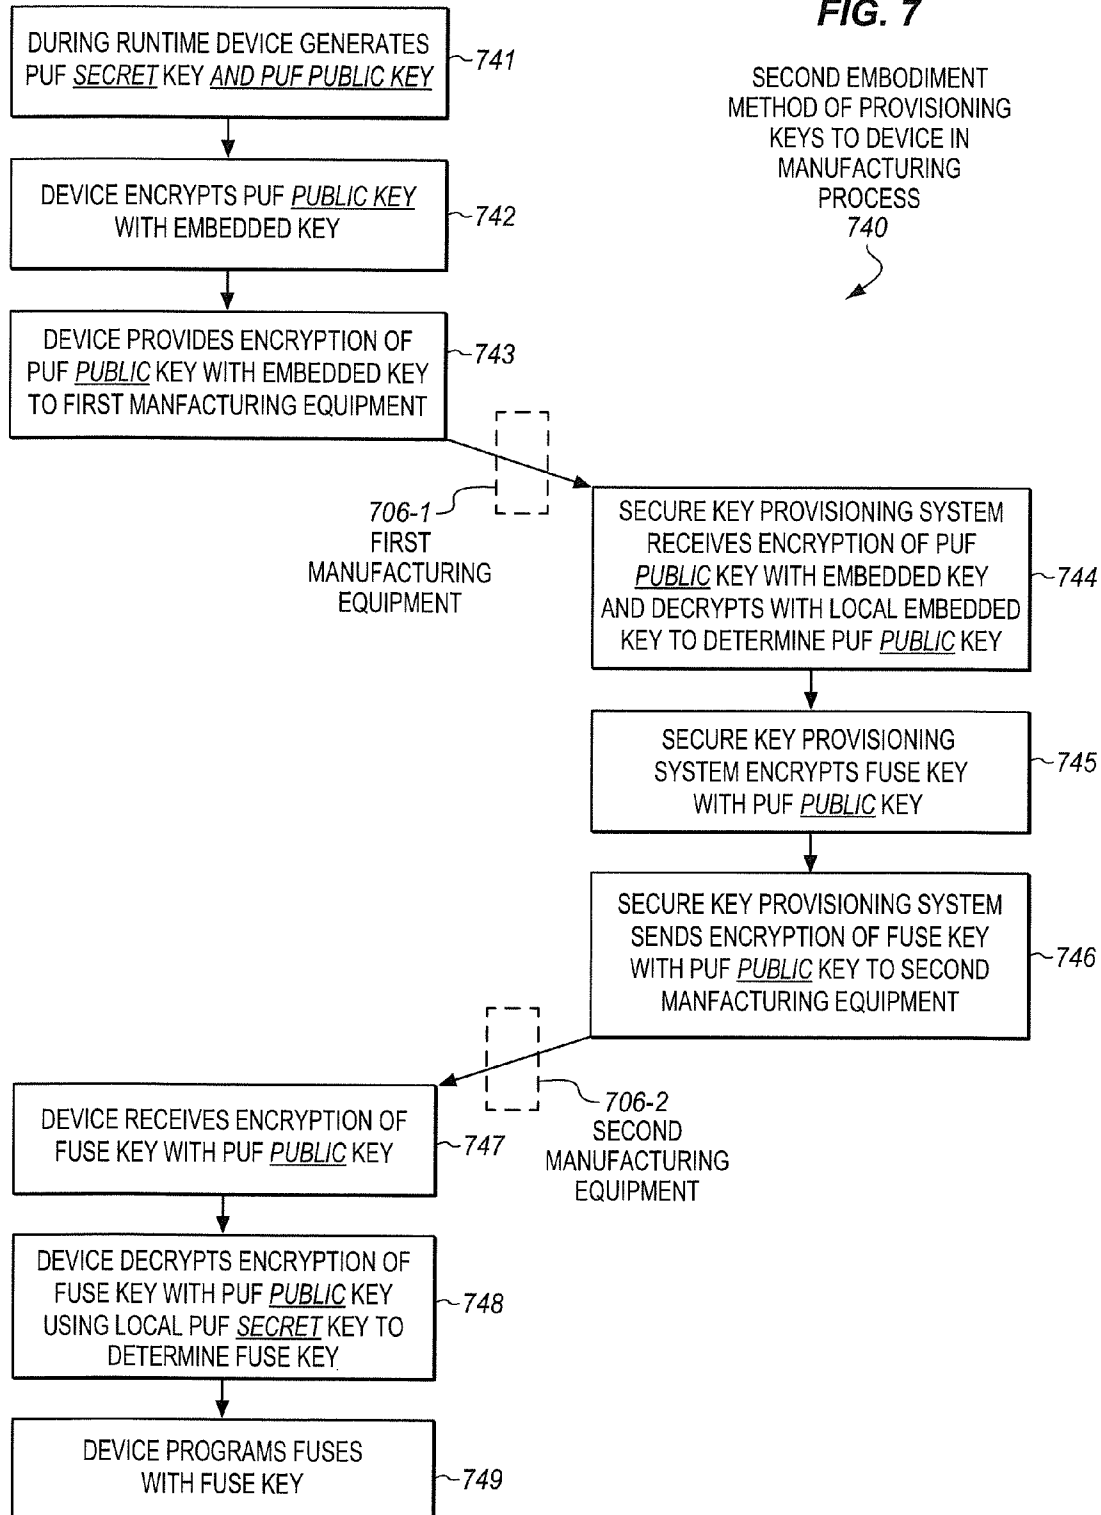 FIG. 7
SECOND EMBODIMENT
METHOD OF PROVISIONING
KEYS TO DEVICE IN
MANUFACTURING
PROCESS
740
DURING RUNTIME DEVICE GENERATES
PUF SECRET KEY AND PUF PUBLIC KEY
741
DEVICE ENCRYPTS PUF PUBLIC KEY
WITH EMBEDDED KEY
742
DEVICE PROVIDES ENCRYPTION OF
PUF PUBLIC KEY WITH EMBEDDED KEY
TO FIRST MANFACTURING EQUIPMENT
743
706-1
FIRST
MANUFACTURING
EQUIPMENT
SECURE KEY PROVISIONING SYSTEM
RECEIVES ENCRYPTION OF PUF
PUBLIC KEY WITH EMBEDDED KEY
AND DECRYPTS WITH LOCAL EMBEDDED
KEY TO DETERMINE PUF PUBLIC KEY
744
SECURE KEY PROVISIONING
SYSTEM ENCRYPTS FUSE KEY
WITH PUF PUBLIC KEY
745
SECURE KEY PROVISIONING SYSTEM
SENDS ENCRYPTION OF FUSE KEY
WITH PUF PUBLIC KEY TO SECOND
MANFACTURING EQUIPMENT
746
706-2
SECOND
MANUFACTURING
EQUIPMENT
DEVICE RECEIVES ENCRYPTION OF
FUSE KEY WITH PUF PUBLIC KEY
747
DEVICE DECRYPTS ENCRYPTION OF
FUSE KEY WITH PUF PUBLIC KEY
USING LOCAL PUF SECRET KEY TO
DETERMINE FUSE KEY
748
DEVICE PROGRAMS FUSES
WITH FUSE KEY
749